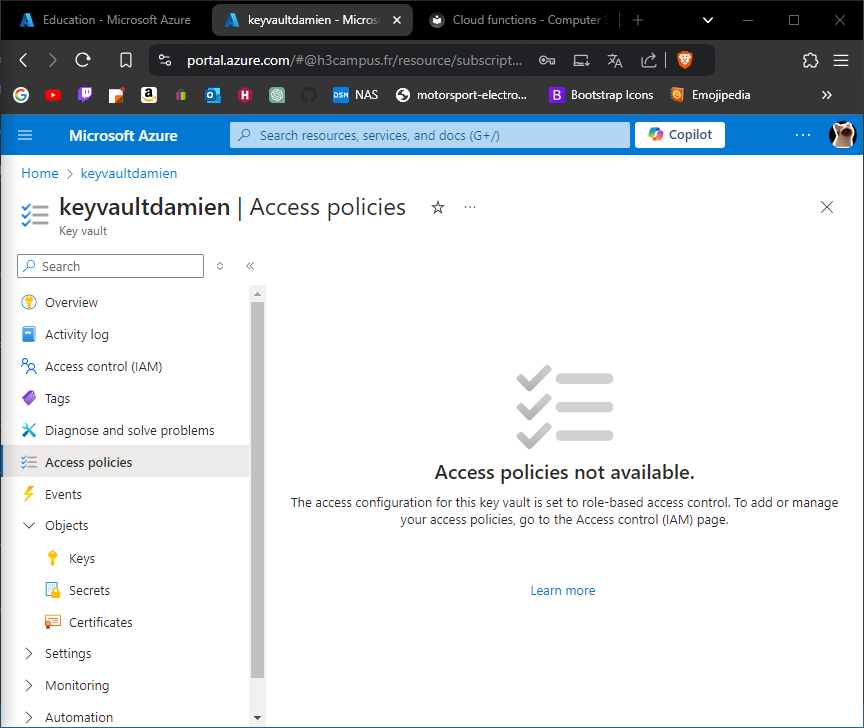 Education - Microsoft Azure
keyvaultdamien - Micros
Cloud functions - Computer S
portal.azure.com/#@h3campus.fr/resource/subscript...
DSM NAS
motorsport-electro...
B Bootstrap Icons
Emojipedia
Microsoft Azure
Search resources, services, and docs (G+/)
Copilot
Home > keyvaultdamien
keyvaultdamien | Access policies
Key vault
Search
Overview
Activity log
Access control (IAM)
Tags
Diagnose and solve problems
Access policies
Events
Objects
Keys
Secrets
Certificates
Settings
Monitoring
Automation
Access policies not available.
The access configuration for this key vault is set to role-based access control. To add or manage
your access policies, go to the Access control (IAM) page.
Learn more